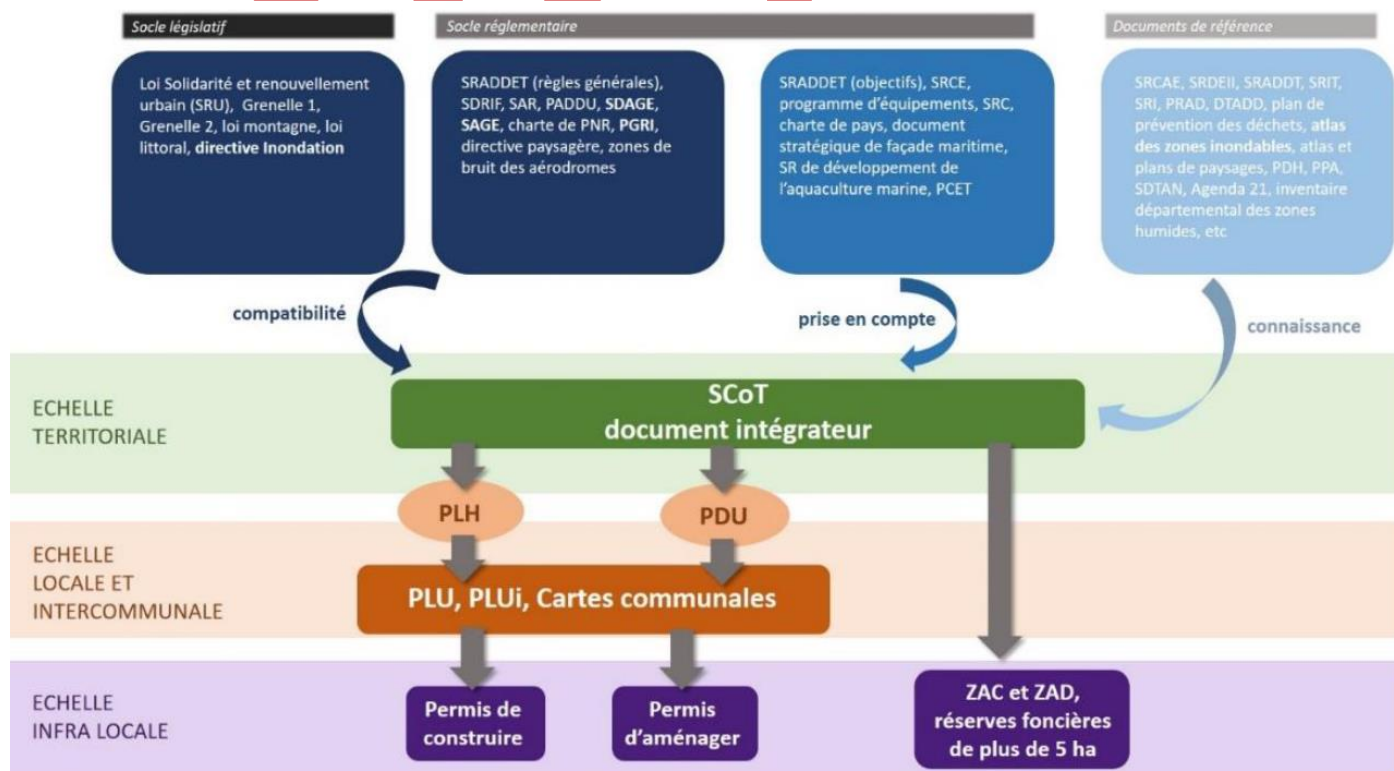 Socle législatif
Socle réglementaire
Documents de référence
Loi Solidarité et renouvellement
urbain (SRU), Grenelle 1,
Grenelle 2, loi montagne, loi
littoral, directive Inondation
SRADDET (règles générales),
SDRIF, SAR, PADDU, SDAGE,
SAGE, charte de PNR, PGRI,
directive paysagère, zones de
bruit des aérodromes
SRADDET (objectifs), SRCE,
programme d'équipements, SRC,
charte de pays, document
stratégique de façade maritime,
SR de développement de
l'aquaculture marine, PCET
SRCAE, SRDEII, SRADDT, SRIT,
SRI, PRAD, DTADD, plan de
prévention des déchets, atlas
des zones inondables, atlas et
plans de paysages, PDH, PPA,
SDTAN, Agenda 21, inventaire
départemental des zones
humides, etc
compatibilité
prise en compte
connaissance
ECHELLE
TERRITORIALE
SCoT
document intégrateur
PLH
PDU
ECHELLE
LOCALE ET
INTERCOMMUNALE
PLU, PLUi, Cartes communales
ECHELLE
INFRA LOCALE
Permis de
construire
Permis
d'aménager
ZAC et ZAD,
réserves foncières
de plus de 5 ha